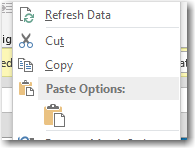 Refresh Data
Cut
Copy
Paste Options: